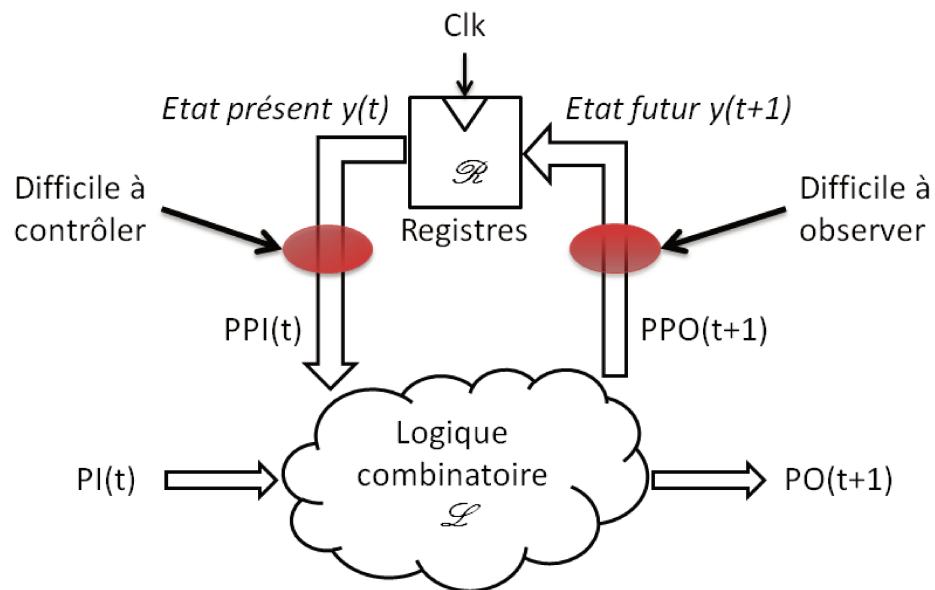 Clk
Etat présent y(t)
Etat futur y(t+1)
ℛ
Difficile à
contrôler
Registres
Difficile à
observer
PPI(t)
PPO(t+1)
Logique
combinatoire
ℒ
PI(t)
PO(t+1)